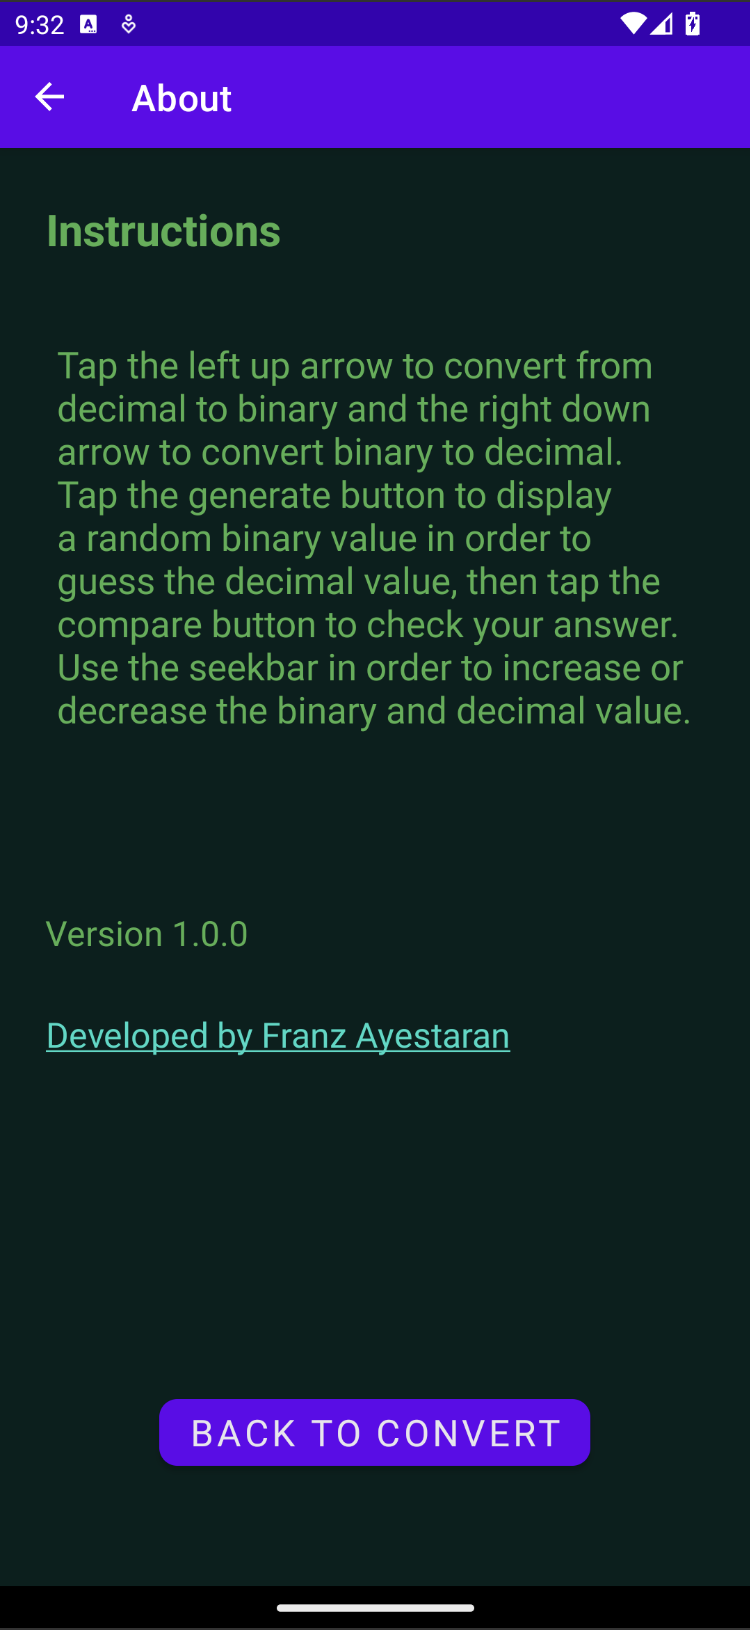 9:32
About
Instructions
Tap the left up arrow to convert from
decimal to binary and the right down
arrow to convert binary to decimal.
Tap the generate button to display
a random binary value in order to
guess the decimal value, then tap the
compare button to check your answer.
Use the seekbar in order to increase or
decrease the binary and decimal value.
Version 1.0.0
Developed by Franz Ayestaran
BACK TO CONVERT